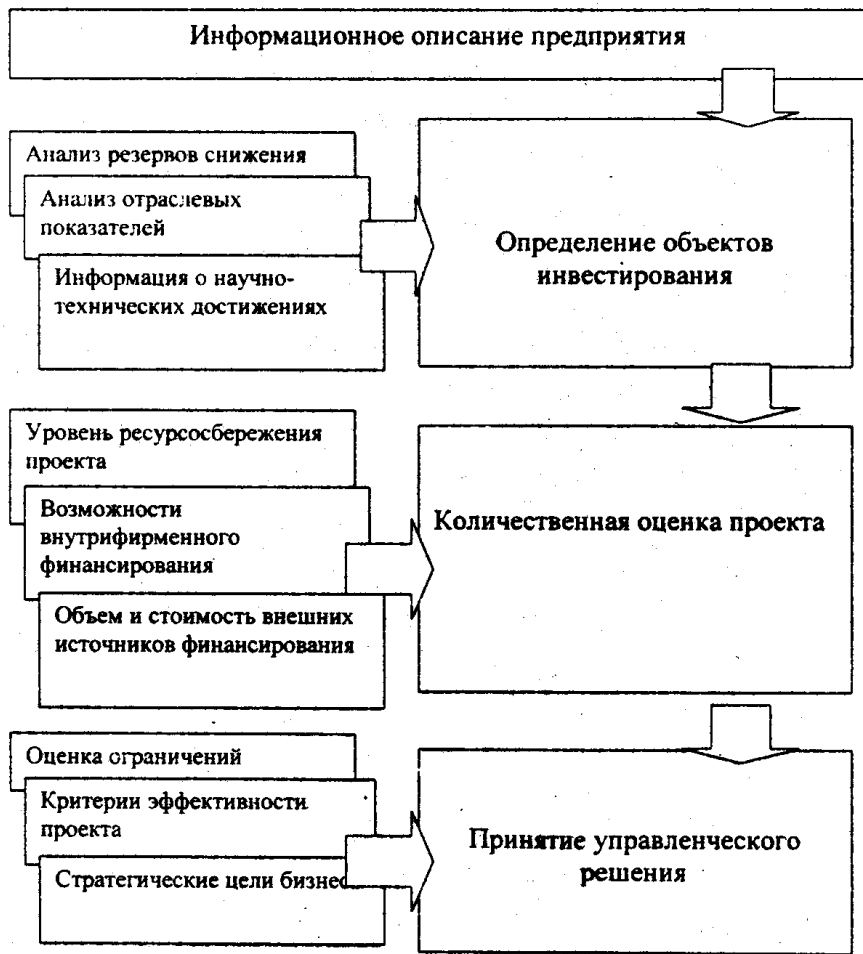 Информационное описание предприятия
Анализ резервов снижения
Анализ отраслевых
показателей
Информация о научно-
технических достижениях
Определение объектов
инвестирования
Уровень ресурсосбережения
проекта
Возможности
внутрифирменного
финансирования
Объем и стоимость внешних
источников финансирования
Количественная оценка проекта
Оценка ограничений
Критерии эффективности
проекта
Стратегические цели бизнес
Принятие управленческого
решения